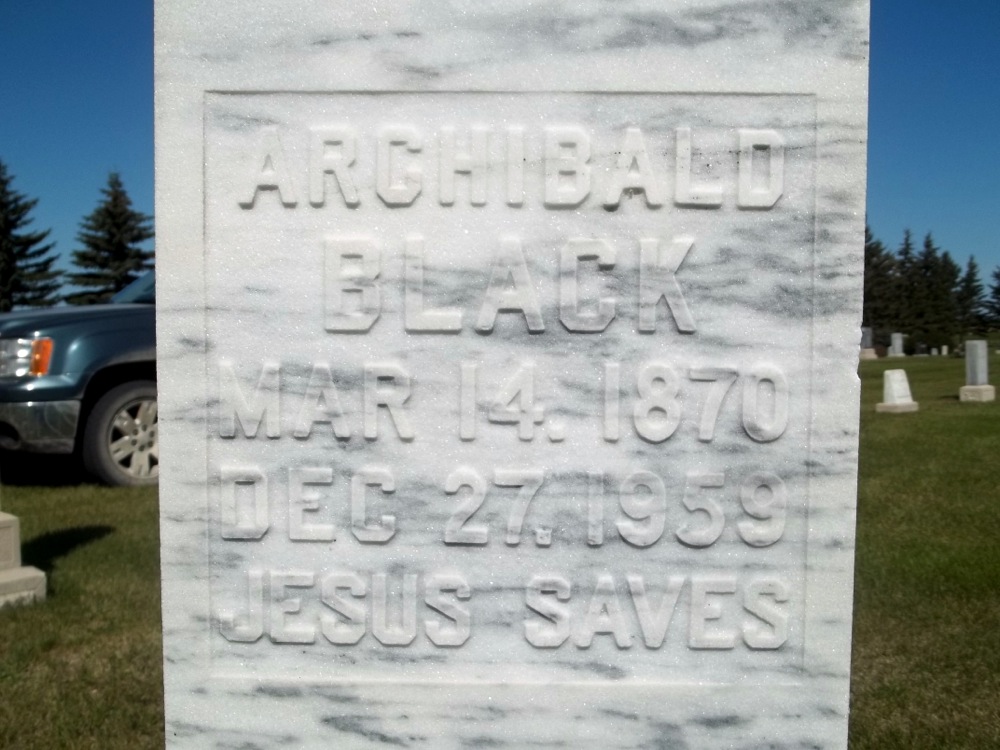 ARCHIBALD
BLACK
MAR 14. 1870
DEC 27. 1959
JESUS SAVES